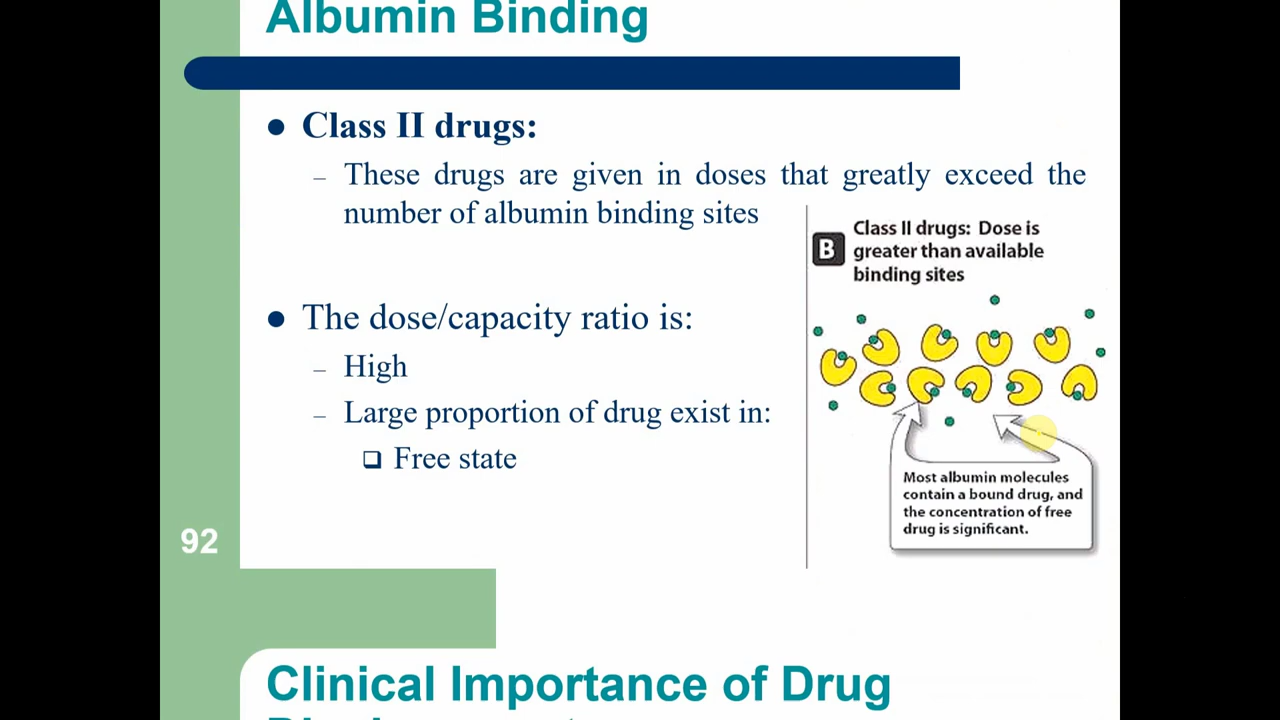 Albumin Binding
● Class II drugs:
– These drugs are given in doses that greatly exceed the
number of albumin binding sites
B Class II drugs: Dose is
greater than available
binding sites
● The dose/capacity ratio is:
– High
– Large proportion of drug exist in:
❑ Free state
Most albumin molecules
contain a bound drug, and
the concentration of free
drug is significant.
92
Clinical Importance of Drug